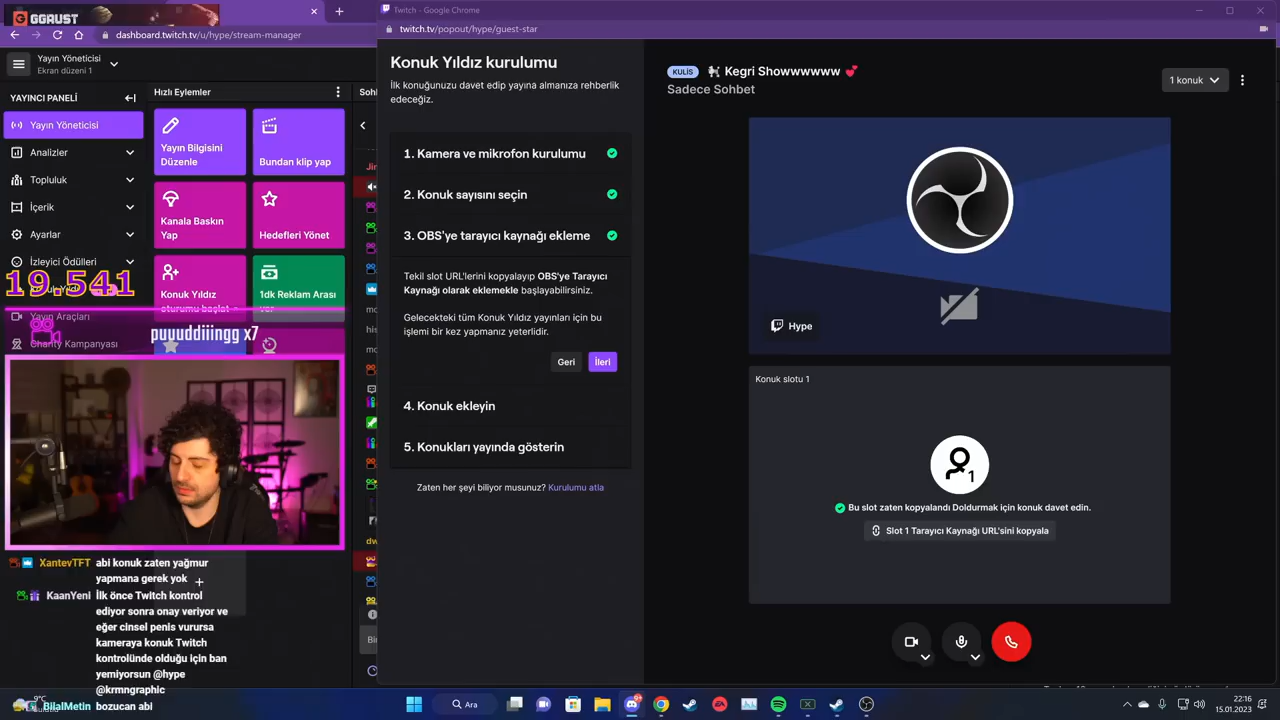 GGRUST
Twitch - Google Chrome
dashboard.twitch.tv/u/hype/stream-manager
twitch.tv/popout/hype/guest-star
Yayın Yöneticisi
Ekran düzeni 1
YAYINCI PANELİ
Yayın Yöneticisi
Analizler
Topluluk
İçerik
Ayarlar
İzleyici Ödülleri
19.541
Yayın Araçları
Charity Kampanyası
puyuddiiingg x7
Hızlı Eylemler
Yayın Bilgisini
Düzenle
Bundan klip yap
Kanala Baskın
Yap
Hedefleri Yönet
Konuk Yıldız
oturumu başlat
1dk Reklam Arası
ver
Konuk Yıldız kurulumu
İlk konuğunuzu davet edip yayına almanıza rehberlik
edeceğiz.
1. Kamera ve mikrofon kurulumu
2. Konuk sayısını seçin
3. OBS'ye tarayıcı kaynağı ekleme
Tekil slot URL'lerini kopyalayıp OBS'ye Tarayıcı
Kaynağı olarak eklemekle başlayabilirsiniz.
Gelecekteki tüm Konuk Yıldız yayınları için bu
işlemi bir kez yapmanız yeterlidir.
Geri
İleri
4. Konuk ekleyin
5. Konukları yayında gösterin
Zaten her şeyi biliyor musunuz? Kurulumu atla
KULİS
Kegri Showwwwww 💕
Sadece Sohbet
1 konuk
Hype
Konuk slotu 1
1
Bu slot zaten kopyalandı Doldurmak için konuk davet edin.
Slot 1 Tarayıcı Kaynağı URL'sini kopyala
XantevTFT abi konuk zaten yağmur
yapmana gerek yok
KaanYeni İlk önce Twitch kontrol
ediyor sonra onay veriyor ve
eğer cinsel penis vurursa
kameraya konuk Twitch
kontrolünde olduğu için ban
yemiyorsun @hype
@krmngraphic
BilalMetin bozucan abi
9°C
Ara
22:16
15.01.2023